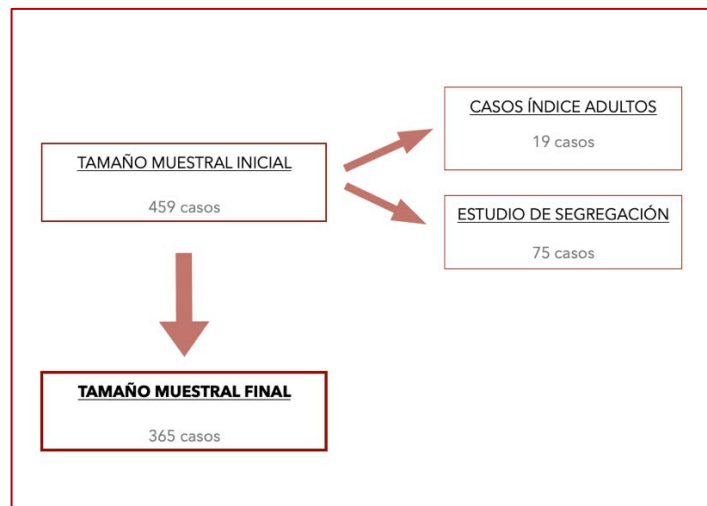 TAMAÑO MUESTRAL INICIAL
459 casos
CASOS ÍNDICE ADULTOS
19 casos
ESTUDIO DE SEGREGACIÓN
75 casos
TAMAÑO MUESTRAL FINAL
365 casos